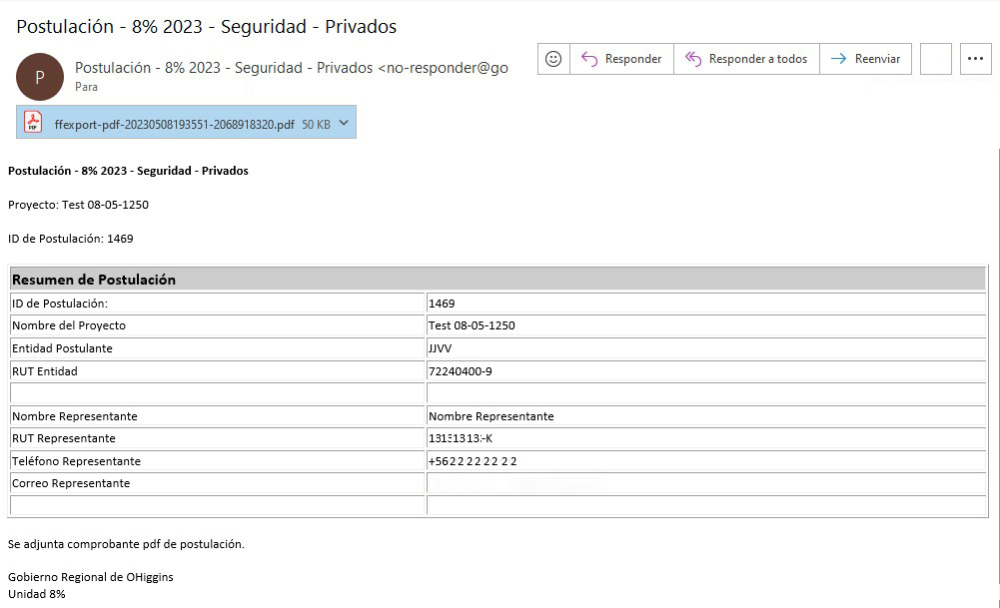 Postulación - 8% 2023 - Seguridad - Privados
P
Postulación - 8% 2023 - Seguridad - Privados <no-responder@go
Para
Responder
Responder a todos
Reenviar
ffexport-pdf-20230508193551-2068918320.pdf 50 KB
Postulación - 8% 2023 - Seguridad - Privados
Proyecto: Test 08-05-1250
ID de Postulación: 1469
Resumen de Postulación
ID de Postulación: 1469
Nombre del Proyecto Test 08-05-1250
Entidad Postulante JJVV
RUT Entidad 72240400-9
Nombre Representante Nombre Representante
RUT Representante
Teléfono Representante +5622 22 22 2 2
Correo Representante
Se adjunta comprobante pdf de postulación.
Gobierno Regional de OHiggins
Unidad 8%